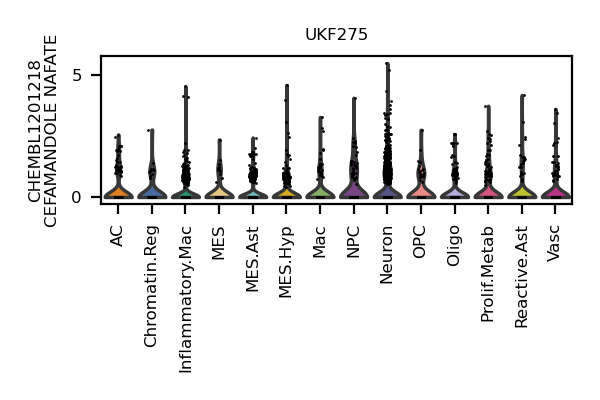 UKF275
CHEMBL1201218
CEFAMANDOLE NAFATE
5
0
AC
Chromatin.Reg
Inflammatory.Mac
MES
MES.Ast
MES.Hyp
Mac
NPC
Neuron
OPC
Oligo
Prolif.Metab
Reactive.Ast
Vasc